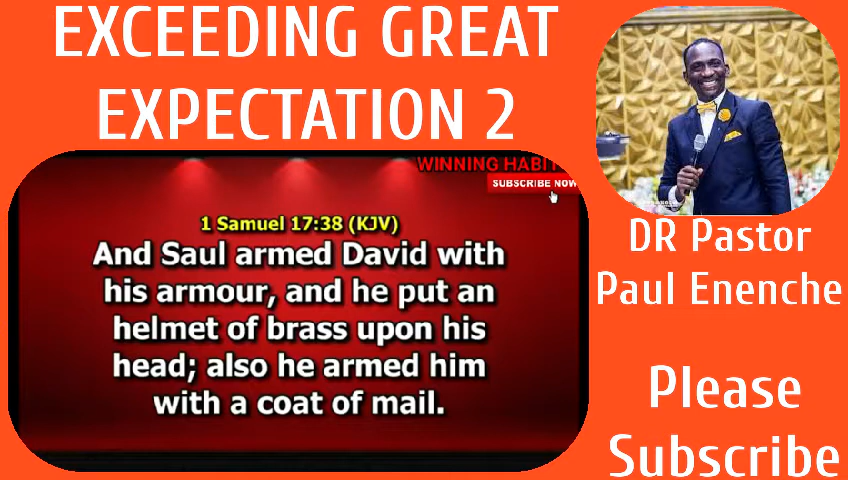 EXCEEDING GREAT
EXPECTATION 2
WINNING HABIT
SUBSCRIBE NOW
1 Samuel 17:38 (KJV)
And Saul armed David with
his armour, and he put an
helmet of brass upon his
head; also he armed him
with a coat of mail.
DR Pastor
Paul Enenche
Please
Subscribe